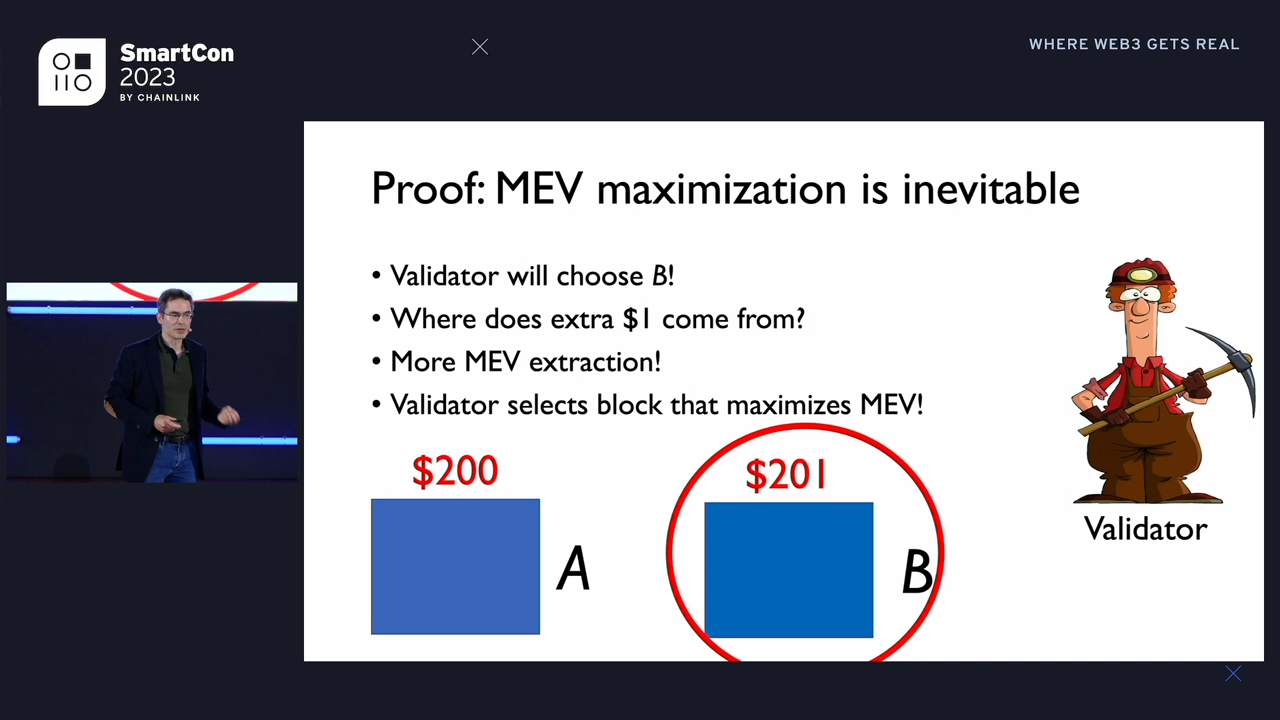 SmartCon
2023
BY CHAINLINK
WHERE WEB3 GETS REAL
Proof: MEV maximization is inevitable
• Validator will choose B!
• Where does extra $1 come from?
• More MEV extraction!
• Validator selects block that maximizes MEV!
$200
$201
A
B
Validator